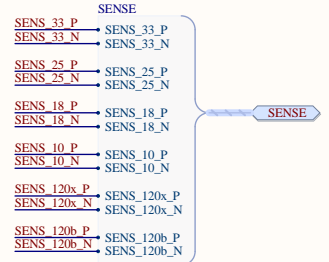 SENSE
SENS_33_P SENS_33_P
SENS_33_N SENS_33_N
SENS_25_P SENS_25_P
SENS_25_N SENS_25_N
SENS_18_P SENS_18_P
SENS_18_N SENS_18_N
SENSE
SENS_10_P SENS_10_P
SENS_10_N SENS_10_N
SENS_120x_P SENS_120x_P
SENS_120x_N SENS_120x_N
SENS_120b_P SENS_120b_P
SENS_120b_N SENS_120b_N